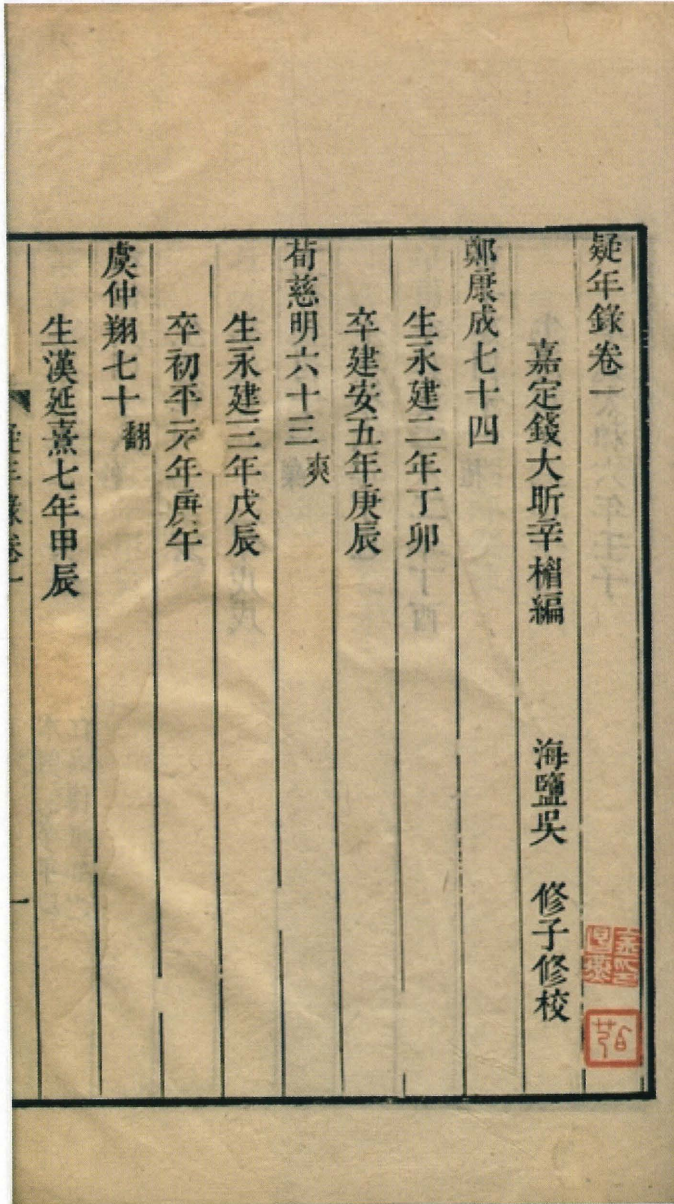 疑年錄卷一
嘉定錢大昕辛楣編 海鹽吳 修子修校
鄭康成七十四
生永建二年丁卯
卒建安五年庚辰
荀慈明六十三 爽
生永建三年戊辰
卒初平元年庚午
虞仲翔七十 翻
生漢延熹七年甲辰
疑年錄卷一 一